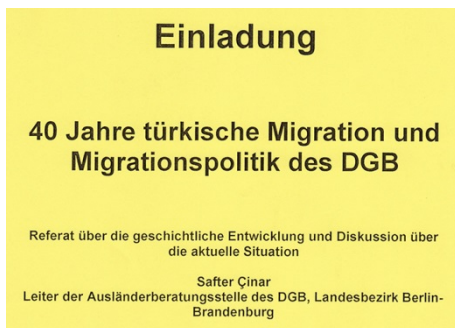 Einladung
40 Jahre türkische Migration und
Migrationspolitik des DGB
Referat über die geschichtliche Entwicklung und Diskussion über
die aktuelle Situation
Safter Çinar
Leiter der Ausländerberatungsstelle des DGB, Landesbezirk Berlin-
Brandenburg